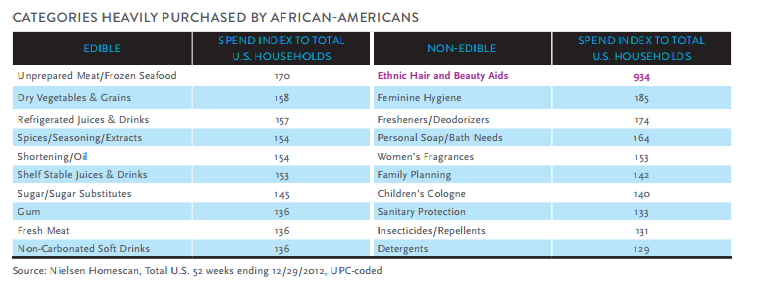 CATEGORIES HEAVILY PURCHASED BY AFRICAN-AMERICANS
EDIBLE SPEND INDEX TO TOTAL U.S. HOUSEHOLDS NON-EDIBLE SPEND INDEX TO TOTAL U.S. HOUSEHOLDS
Unprepared Meat/Frozen Seafood 170 Ethnic Hair and Beauty Aids 934
Dry Vegetables & Grains 158 Feminine Hygiene 185
Refrigerated Juices & Drinks 157 Fresheners/Deodorizers 174
Spices/Seasoning/Extracts 154 Personal Soap/Bath Needs 164
Shortening/Oil 154 Women's Fragrances 153
Shelf Stable Juices & Drinks 153 Family Planning 142
Sugar/Sugar Substitutes 145 Children's Cologne 140
Gum 136 Sanitary Protection 133
Fresh Meat 136 Insecticides/Repellents 131
Non-Carbonated Soft Drinks 136 Detergents 129
Source: Nielsen Homescan, Total U.S. 52 weeks ending 12/29/2012, UPC-coded